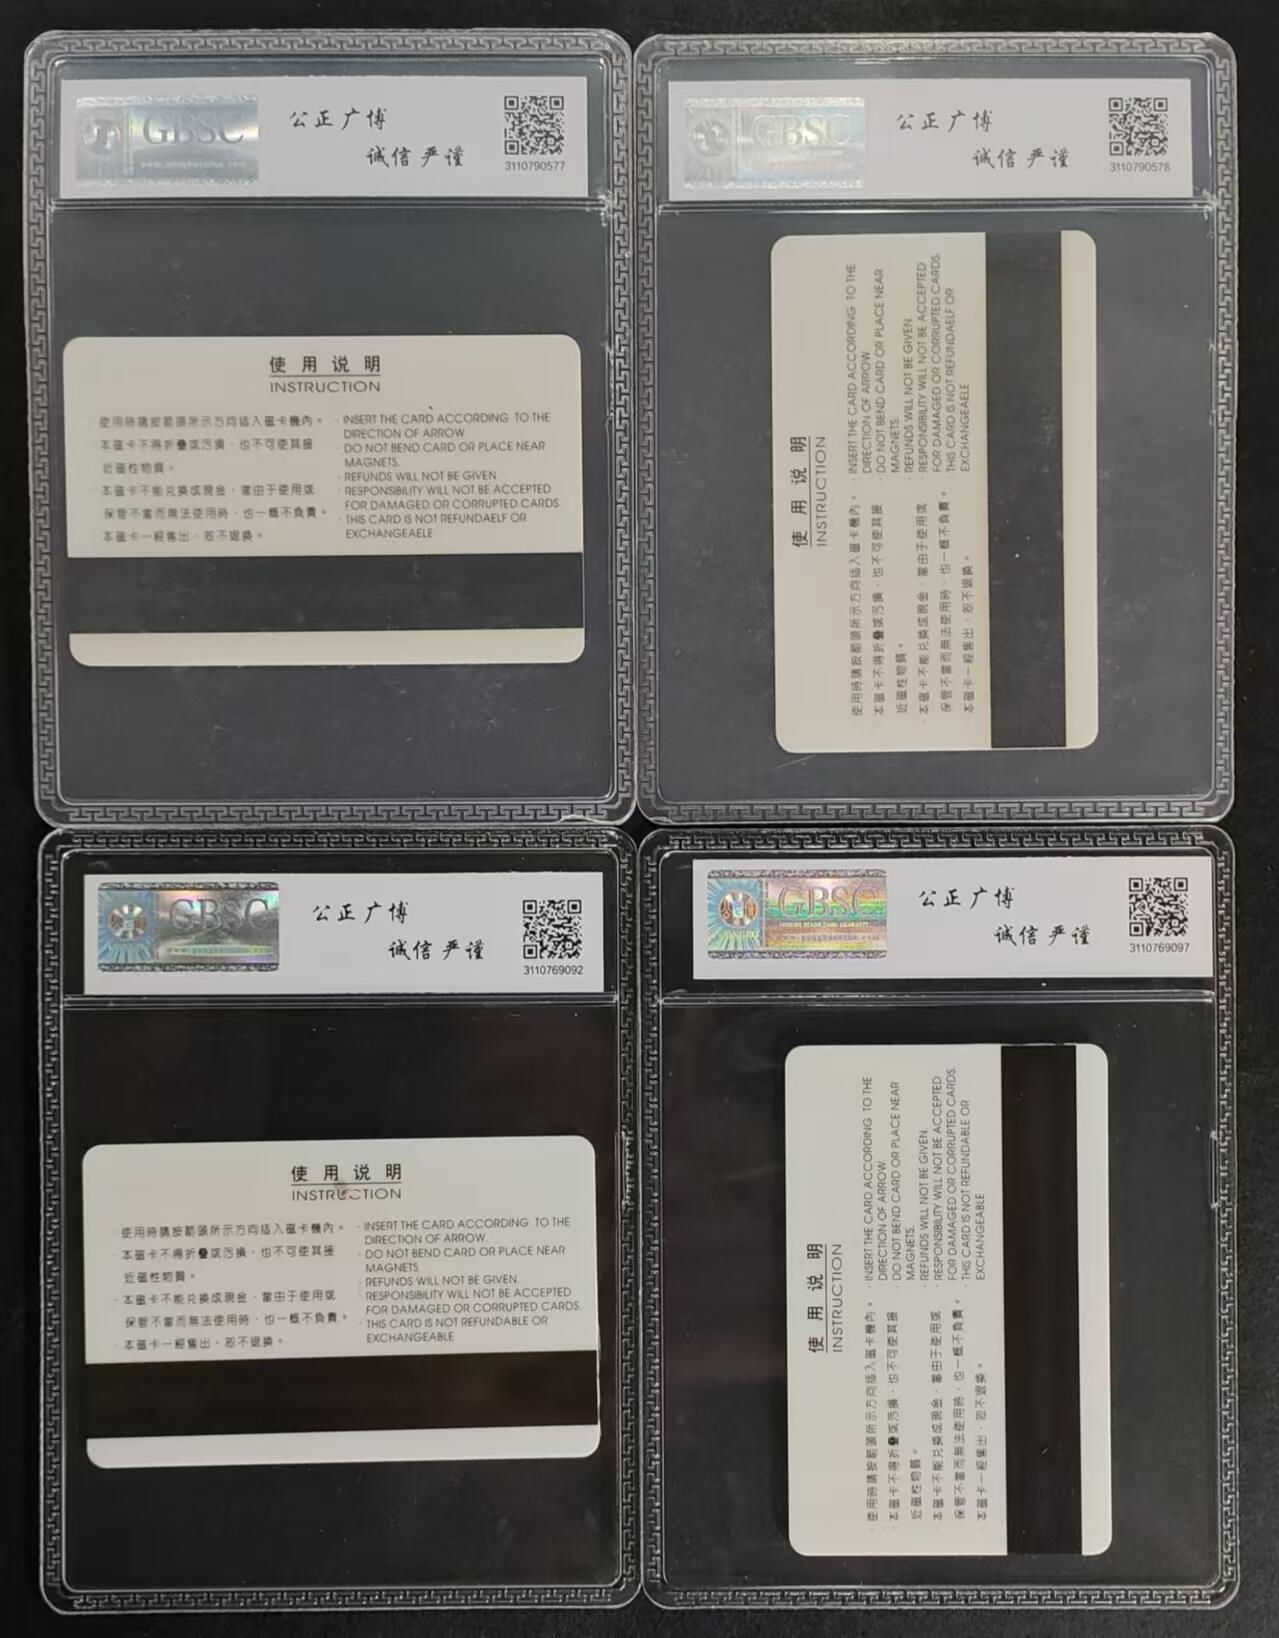 GBSC
公正广博
诚信严谨
3110790577
使用说明
INSTRUCTION
使用時請按箭頭所示方向插入磁卡機內。
本磁卡不得折疊或污損，也不可使其接
近磁性物質。
·本磁卡不能兑換成現金，當由于使用或
保管不當而無法使用時，也一概不負責。
·本磁卡一經售出，恕不退換。
· INSERT THE CARD ACCORDING TO THE
DIRECTION OF ARROW
· DO NOT BEND CARD OR PLACE NEAR
MAGNETS.
· REFUNDS WILL NOT BE GIVEN
· RESPONSIBILITY WILL NOT BE ACCEPTED
FOR DAMAGED OR CORRUPTED CARDS
· THIS CARD IS NOT REFUNDAELF OR
EXCHANGEAELE
GBSC
公正广博
诚信严谨
3110790578
使用说明
INSTRUCTION
使用時請按箭頭所示方向插入磁卡機內。
·本磁卡不得折疊或污損，也不可使其接
近磁性物質。
·本磁卡不能兑換成現金，當由于使用或
保管不當而無法使用時，也一概不負責。
本磁卡一經售出，恕不退換。
· INSERT THE CARD ACCORDING TO THE
DIRECTION OF ARROW.
· DO NOT BEND CARD OR PLACE NEAR
MAGNETS.
· REFUNDS WILL NOT BE GIVEN.
· RESPONSIBILITY WILL NOT BE ACCEPTED
FOR DAMAGED OR CORRUPTED CARDS.
THIS CARD IS NOT REFUNDAELF OR
EXCHANGEAELE
GBSC
公正广博
诚信严谨
3110769092
使用说明
INSTRUCTION
·使用時請按箭頭所示方向插入磁卡機內。
·本磁卡不得折疊或污損，也不可使其接
近磁性物質。
·本磁卡不能兑換成現金，當由于使用或
保管不當而無法使用時，也一概不負責。
·本磁卡一經售出，恕不退換。
· INSERT THE CARD ACCORDING TO THE
DIRECTION OF ARROW.
· DO NOT BEND CARD OR PLACE NEAR
MAGNETS.
REFUNDS WILL NOT BE GIVEN.
RESPONSIBILITY WILL NOT BE ACCEPTED
FOR DAMAGED OR CORRUPTED CARDS.
· THIS CARD IS NOT REFUNDABLE OR
EXCHANGEABLE
GBSC
公正广博
诚信严谨
3110769097
使用说明
INSTRUCTION
·使用時請按箭頭所示方向插入磁卡機內。
·本磁卡不得折疊或污損，也不可使其接
近磁性物質。
·本磁卡不能兑換成現金，當由于使用或
保管不當而無法使用時，也一概不負責。
·本磁卡一經售出，恕不退換。
· INSERT THE CARD ACCORDING TO THE
DIRECTION OF ARROW.
· DO NOT BEND CARD OR PLACE NEAR
MAGNETS.
· REFUNDS WILL NOT BE GIVEN.
· RESPONSIBILITY WILL NOT BE ACCEPTED
FOR DAMAGED OR CORRUPTED CARDS.
· THIS CARD IS NOT REFUNDABLE OR
EXCHANGEABLE